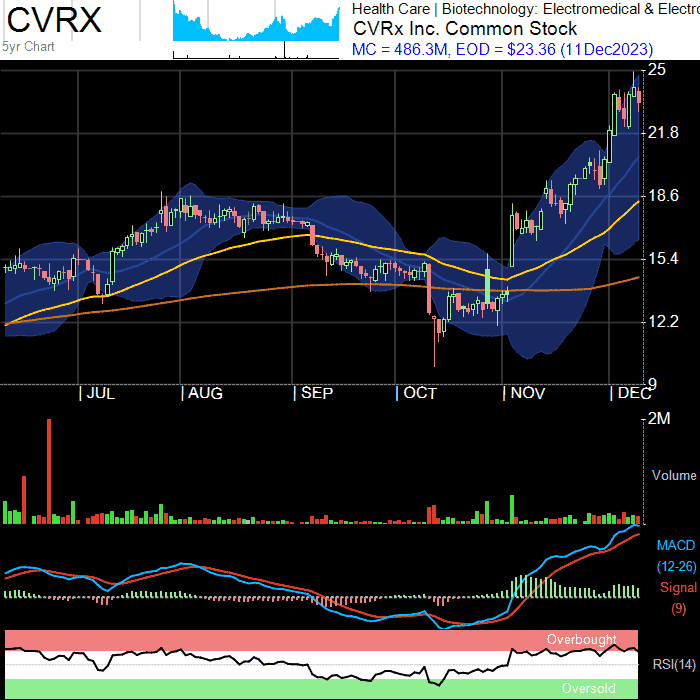 CVRX
5yr Chart
Health Care | Biotechnology: Electromedical & Electro
CVRx Inc. Common Stock
MC = 486.3M, EOD = $23.36 (11Dec2023)
25
21.8
18.6
15.4
12.2
9
| JUL | AUG | SEP | OCT | NOV | DEC
2M
Volume
MACD
(12-26)
Signal
(9)
Overbought
RSI(14)
Oversold